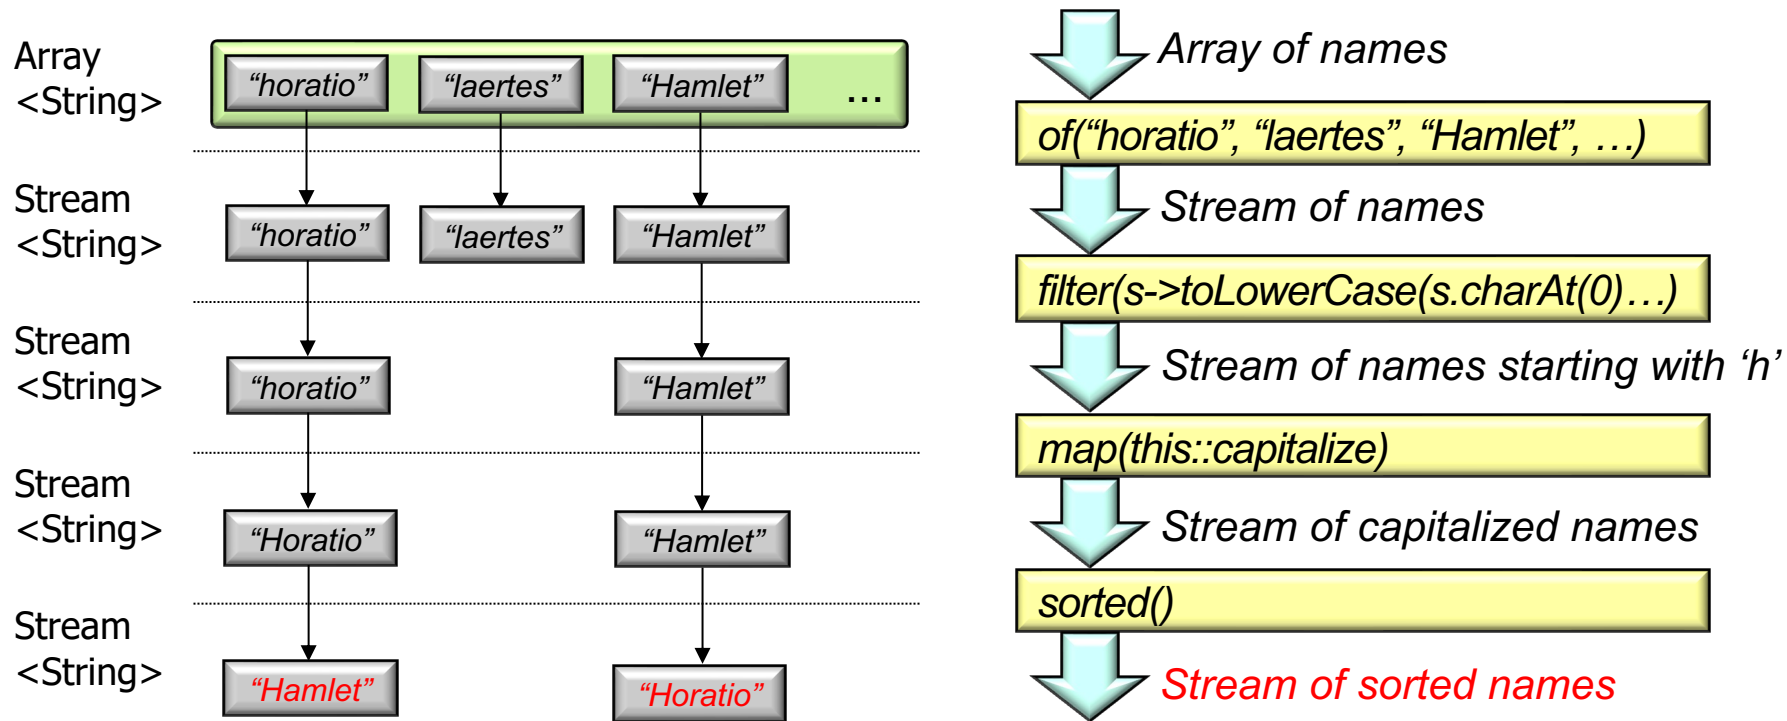 Array
<String>
“horatio”
“laertes”
“Hamlet”
...
Stream
<String>
“horatio”
“laertes”
“Hamlet”
Stream
<String>
“horatio”
“Hamlet”
Stream
<String>
“Horatio”
“Hamlet”
Stream
<String>
“Hamlet”
“Horatio”
Array of names
of(“horatio”, “laertes”, “Hamlet”, …)
Stream of names
filter(s->toLowerCase(s.charAt(0)…)
Stream of names starting with ‘h’
map(this::capitalize)
Stream of capitalized names
sorted()
Stream of sorted names